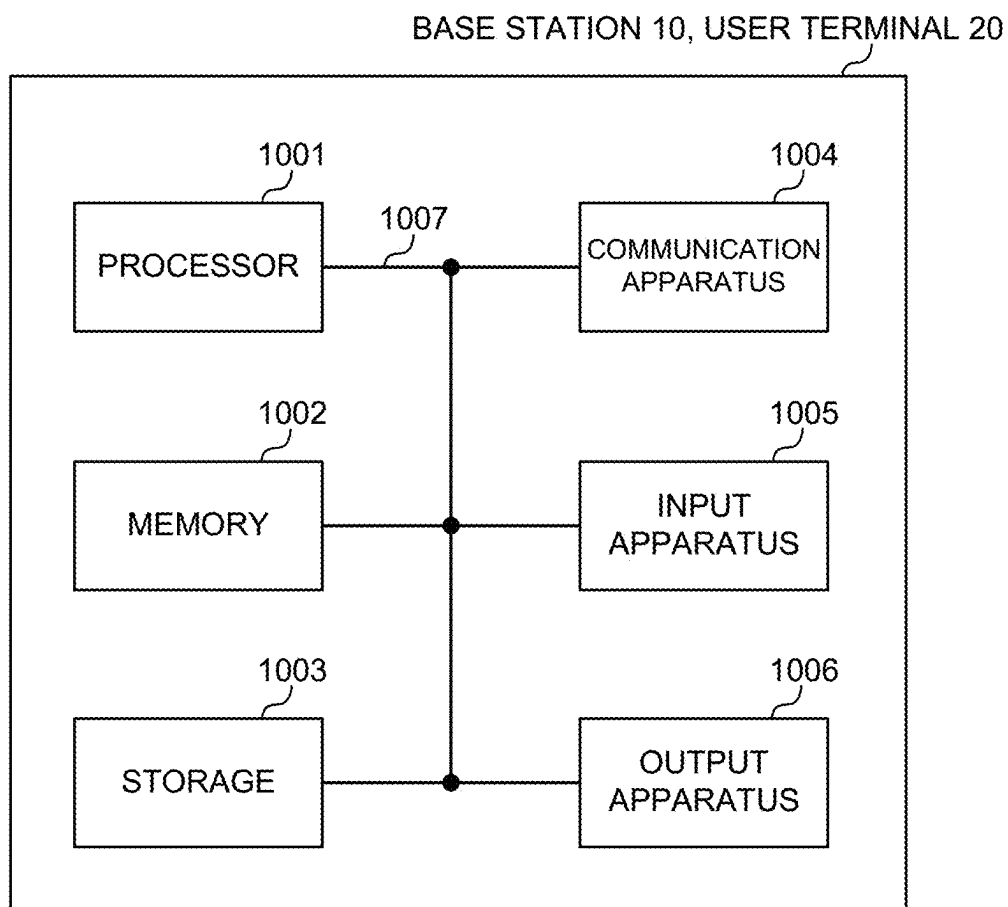 BASE STATION 10, USER TERMINAL 20
1001
1004
1007
PROCESSOR
COMMUNICATION
APPARATUS
1002
1005
MEMORY
INPUT
APPARATUS
1003
1006
STORAGE
OUTPUT
APPARATUS